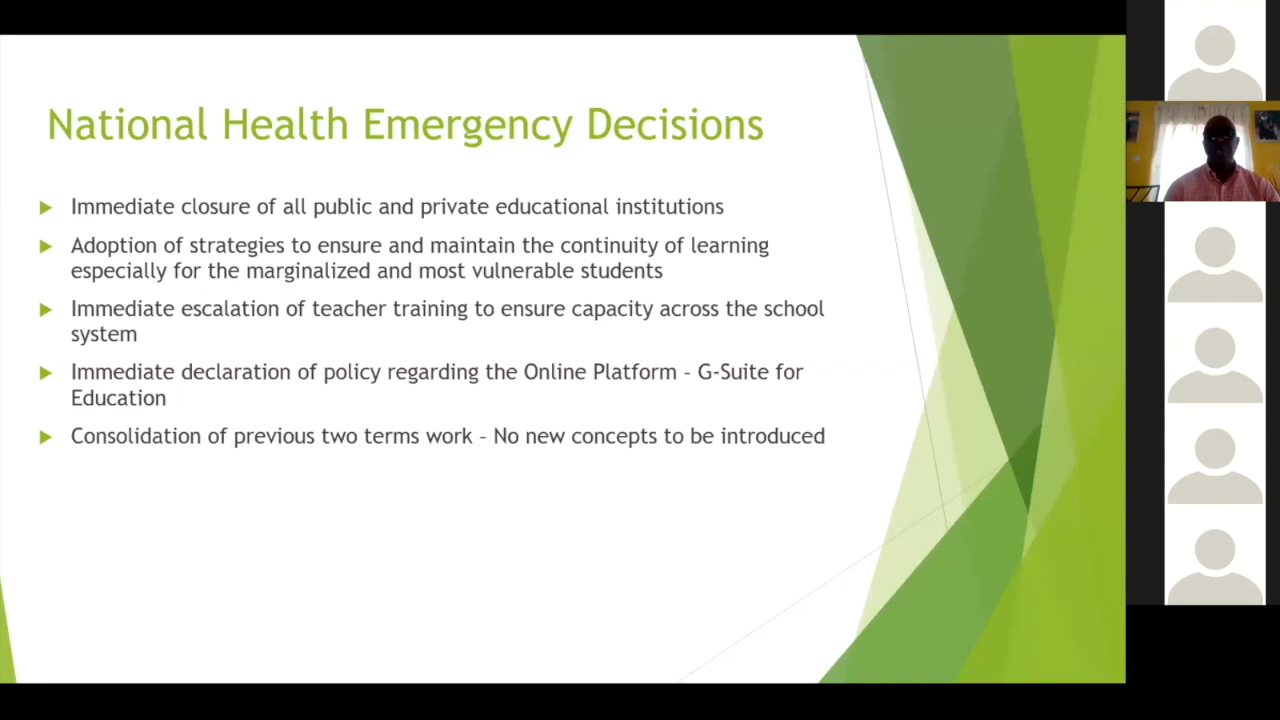 National Health Emergency Decisions
Immediate closure of all public and private educational institutions
Adoption of strategies to ensure and maintain the continuity of learning
especially for the marginalized and most vulnerable students
Immediate escalation of teacher training to ensure capacity across the school
system
Immediate declaration of policy regarding the Online Platform – G-Suite for
Education
Consolidation of previous two terms work – No new concepts to be introduced